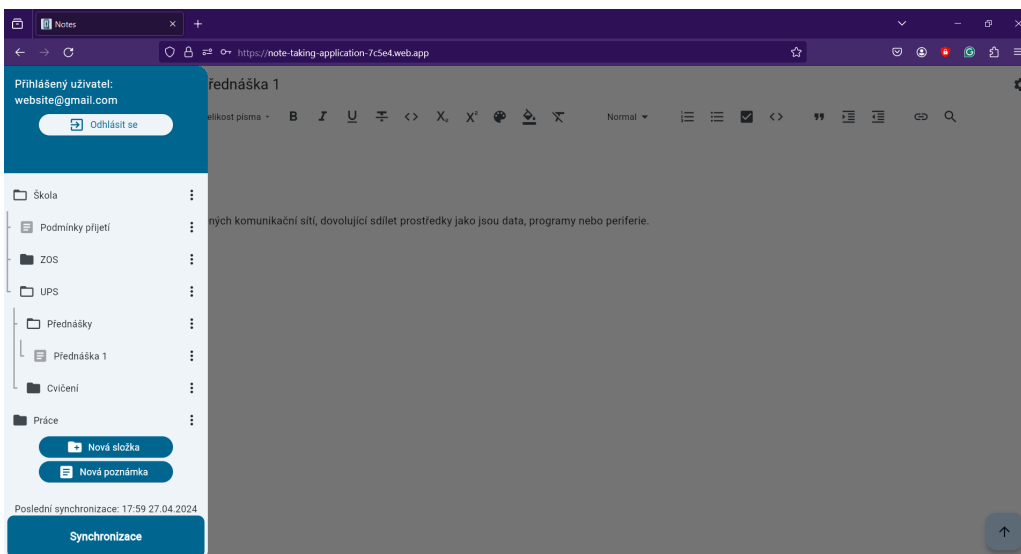 Notes
https://note-taking-application-7c5e4.web.app
Přihlášený uživatel:
website@gmail.com
Odhlásit se
řednáška 1
elikost písma
B I U <> X₂ X² Normal <>
ných komunikační sítí, dovolující sdílet prostředky jako jsou data, programy nebo periferie.
Škola
Podmínky přijetí
ZOS
UPS
Přednášky
Přednáška 1
Cvičení
Práce
Nová složka
Nová poznámka
Poslední synchronizace: 17:59 27.04.2024
Synchronizace